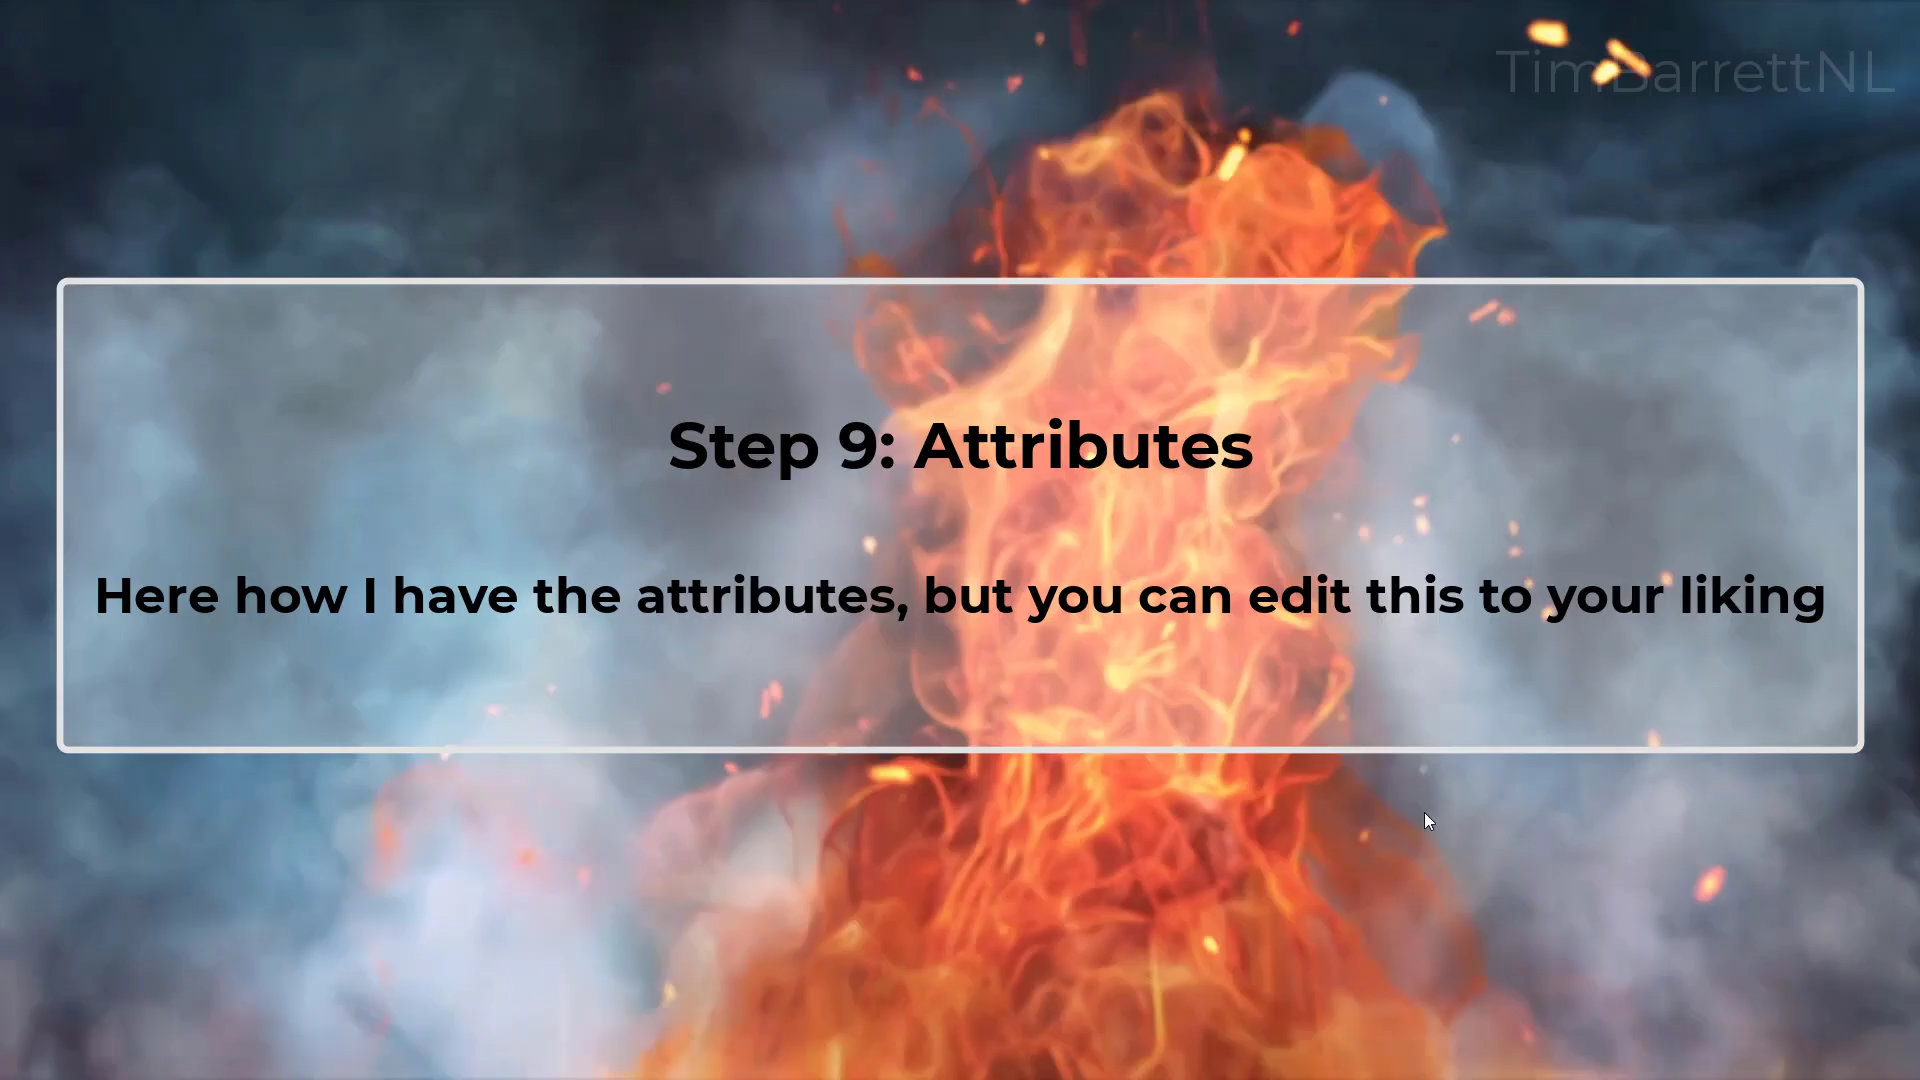 TimBarrettNL
Step 9: Attributes
Here how I have the attributes, but you can edit this to your liking